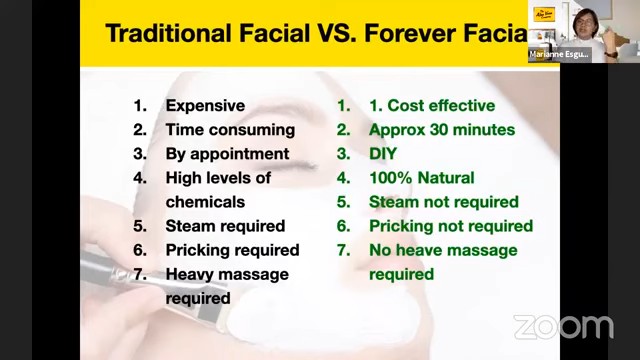 Traditional Facial VS. Forever Facia
Marianne Esgu...
1. Expensive
2. Time consuming
3. By appointment
4. High levels of
chemicals
5. Steam required
6. Pricking required
7. Heavy massage
required
1. 1. Cost effective
2. Approx 30 minutes
3. DIY
4. 100% Natural
5. Steam not required
6. Pricking not required
7. No heave massage
required
zoom